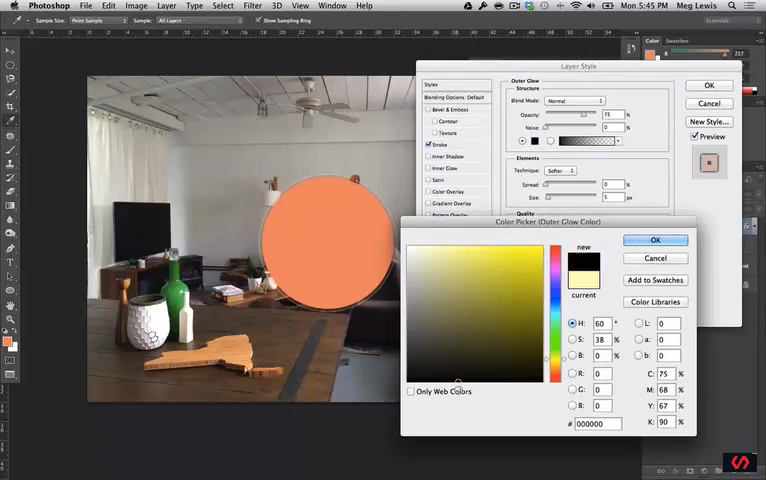 Photoshop File Edit Image Layer Type Select Filter 3D View Window Help
Mon 5:45 PM Meg Lewis
Sample Size: Point Sample Sample: All Layers Show Sampling Ring Essentials
Color Swatches
R 237
Layer Style
Styles
Blending Options: Default
Bevel & Emboss
Contour
Texture
Stroke
Inner Shadow
Inner Glow
Satin
Color Overlay
Gradient Overlay
Pattern Overlay
Outer Glow
Structure
Blend Mode: Normal
Opacity: 75 %
Noise: 0 %
Elements
Technique: Softer
Spread: 0 %
Size: 5 px
Quality
OK
Cancel
New Style...
Preview
Color Picker (Outer Glow Color)
new
current
OK
Cancel
Add to Swatches
Color Libraries
H: 60 °
S: 38 %
B: 0 %
R: 0
G: 0
B: 0
L: 0
a: 0
b: 0
C: 75 %
M: 68 %
Y: 67 %
K: 90 %
# 000000
Only Web Colors